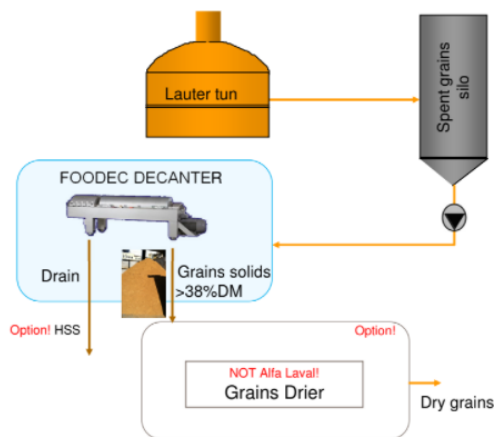 Lauter tun
Spent grains
silo
FOODEC DECANTER
Drain
Grains solids
>38%DM
Option! HSS
Option!
NOT Alfa Laval!
Grains Drier
Dry grains